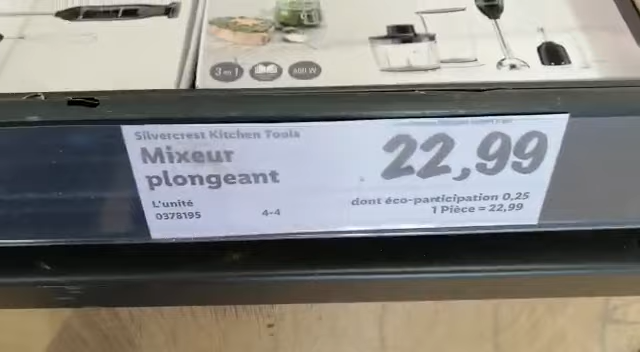 3 in 1
600 W
Silvercrest Kitchen Tools
Mixeur
plongeant
22,99
L'unité
0378195
4-4
dont éco-participation 0,25
1 Pièce = 22,99